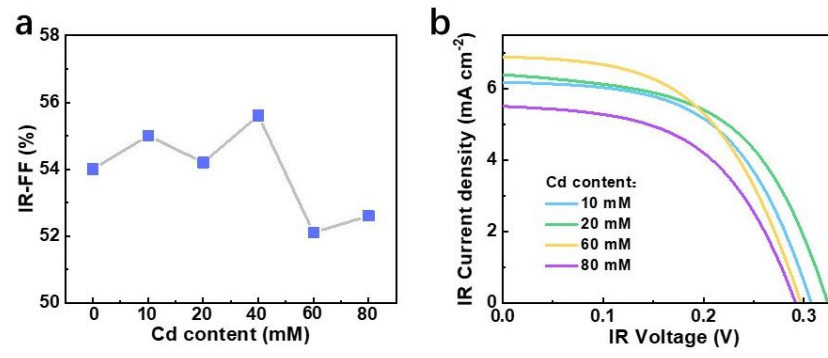 a
58
56
54
52
50
IR-FF (%)
0 10 20 40 60 80
Cd content (mM)
b
6
4
2
0
IR Current density (mA cm⁻²)
Cd content:
10 mM
20 mM
60 mM
80 mM
0.0 0.1 0.2 0.3
IR Voltage (V)